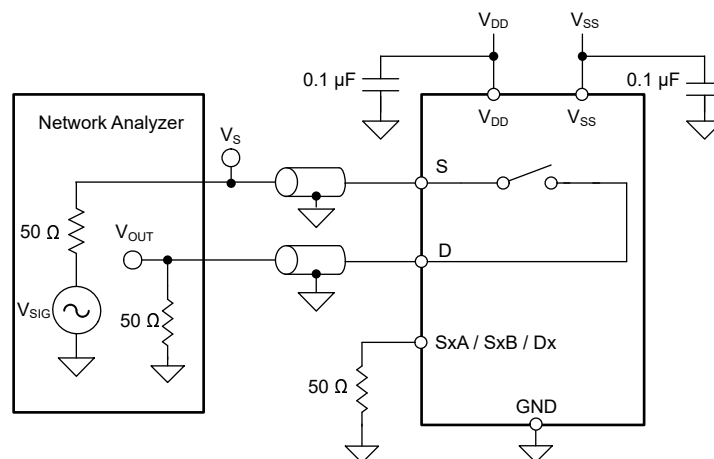 V_DD V_SS
0.1 µF 0.1 µF
Network Analyzer
V_DD V_SS
V_S
S
50 Ω
V_OUT
D
V_SIG
50 Ω
SxA / SxB / Dx
50 Ω
GND